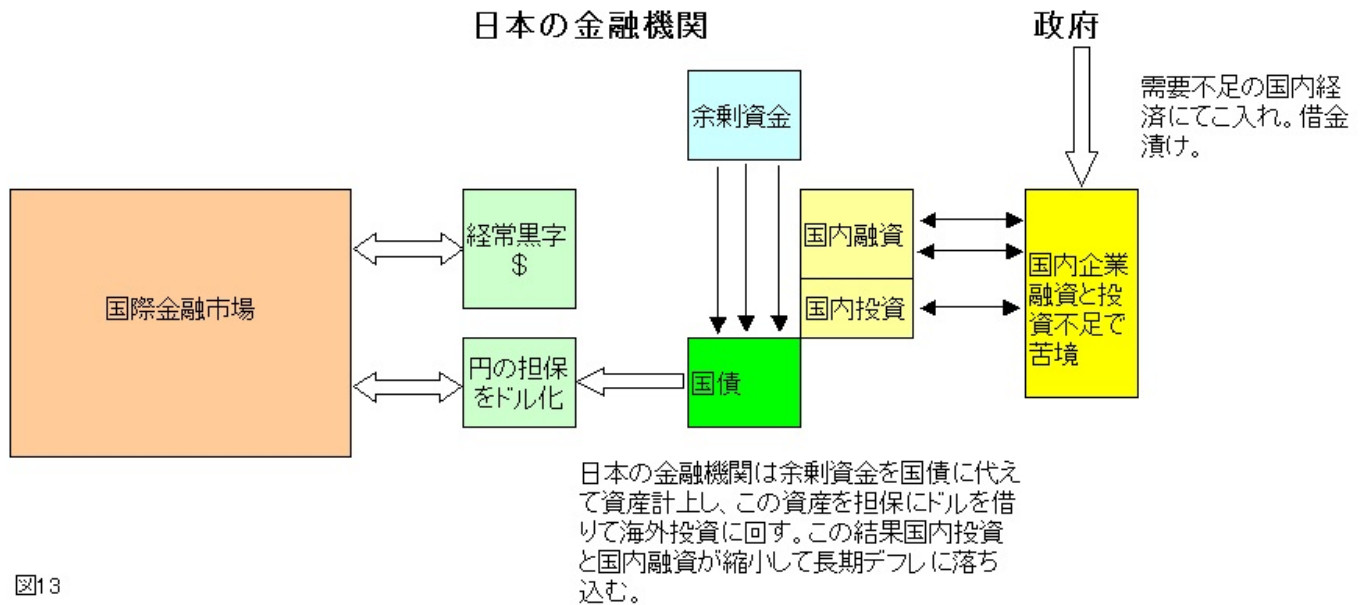 日本の金融機関
政府
需要不足の国内経
済にてこ入れ。借金
漬け。
余剰資金
国際金融市場
経常黒字
$
円の担保
をドル化
国内融資
国内投資
国債
国内企業
融資と投
資不足で
苦境
日本の金融機関は余剰資金を国債に代え
て資産計上し、この資産を担保にドルを借
りて海外投資に回す。この結果国内投資
と国内融資が縮小して長期デフレに落ち
込む。
図13